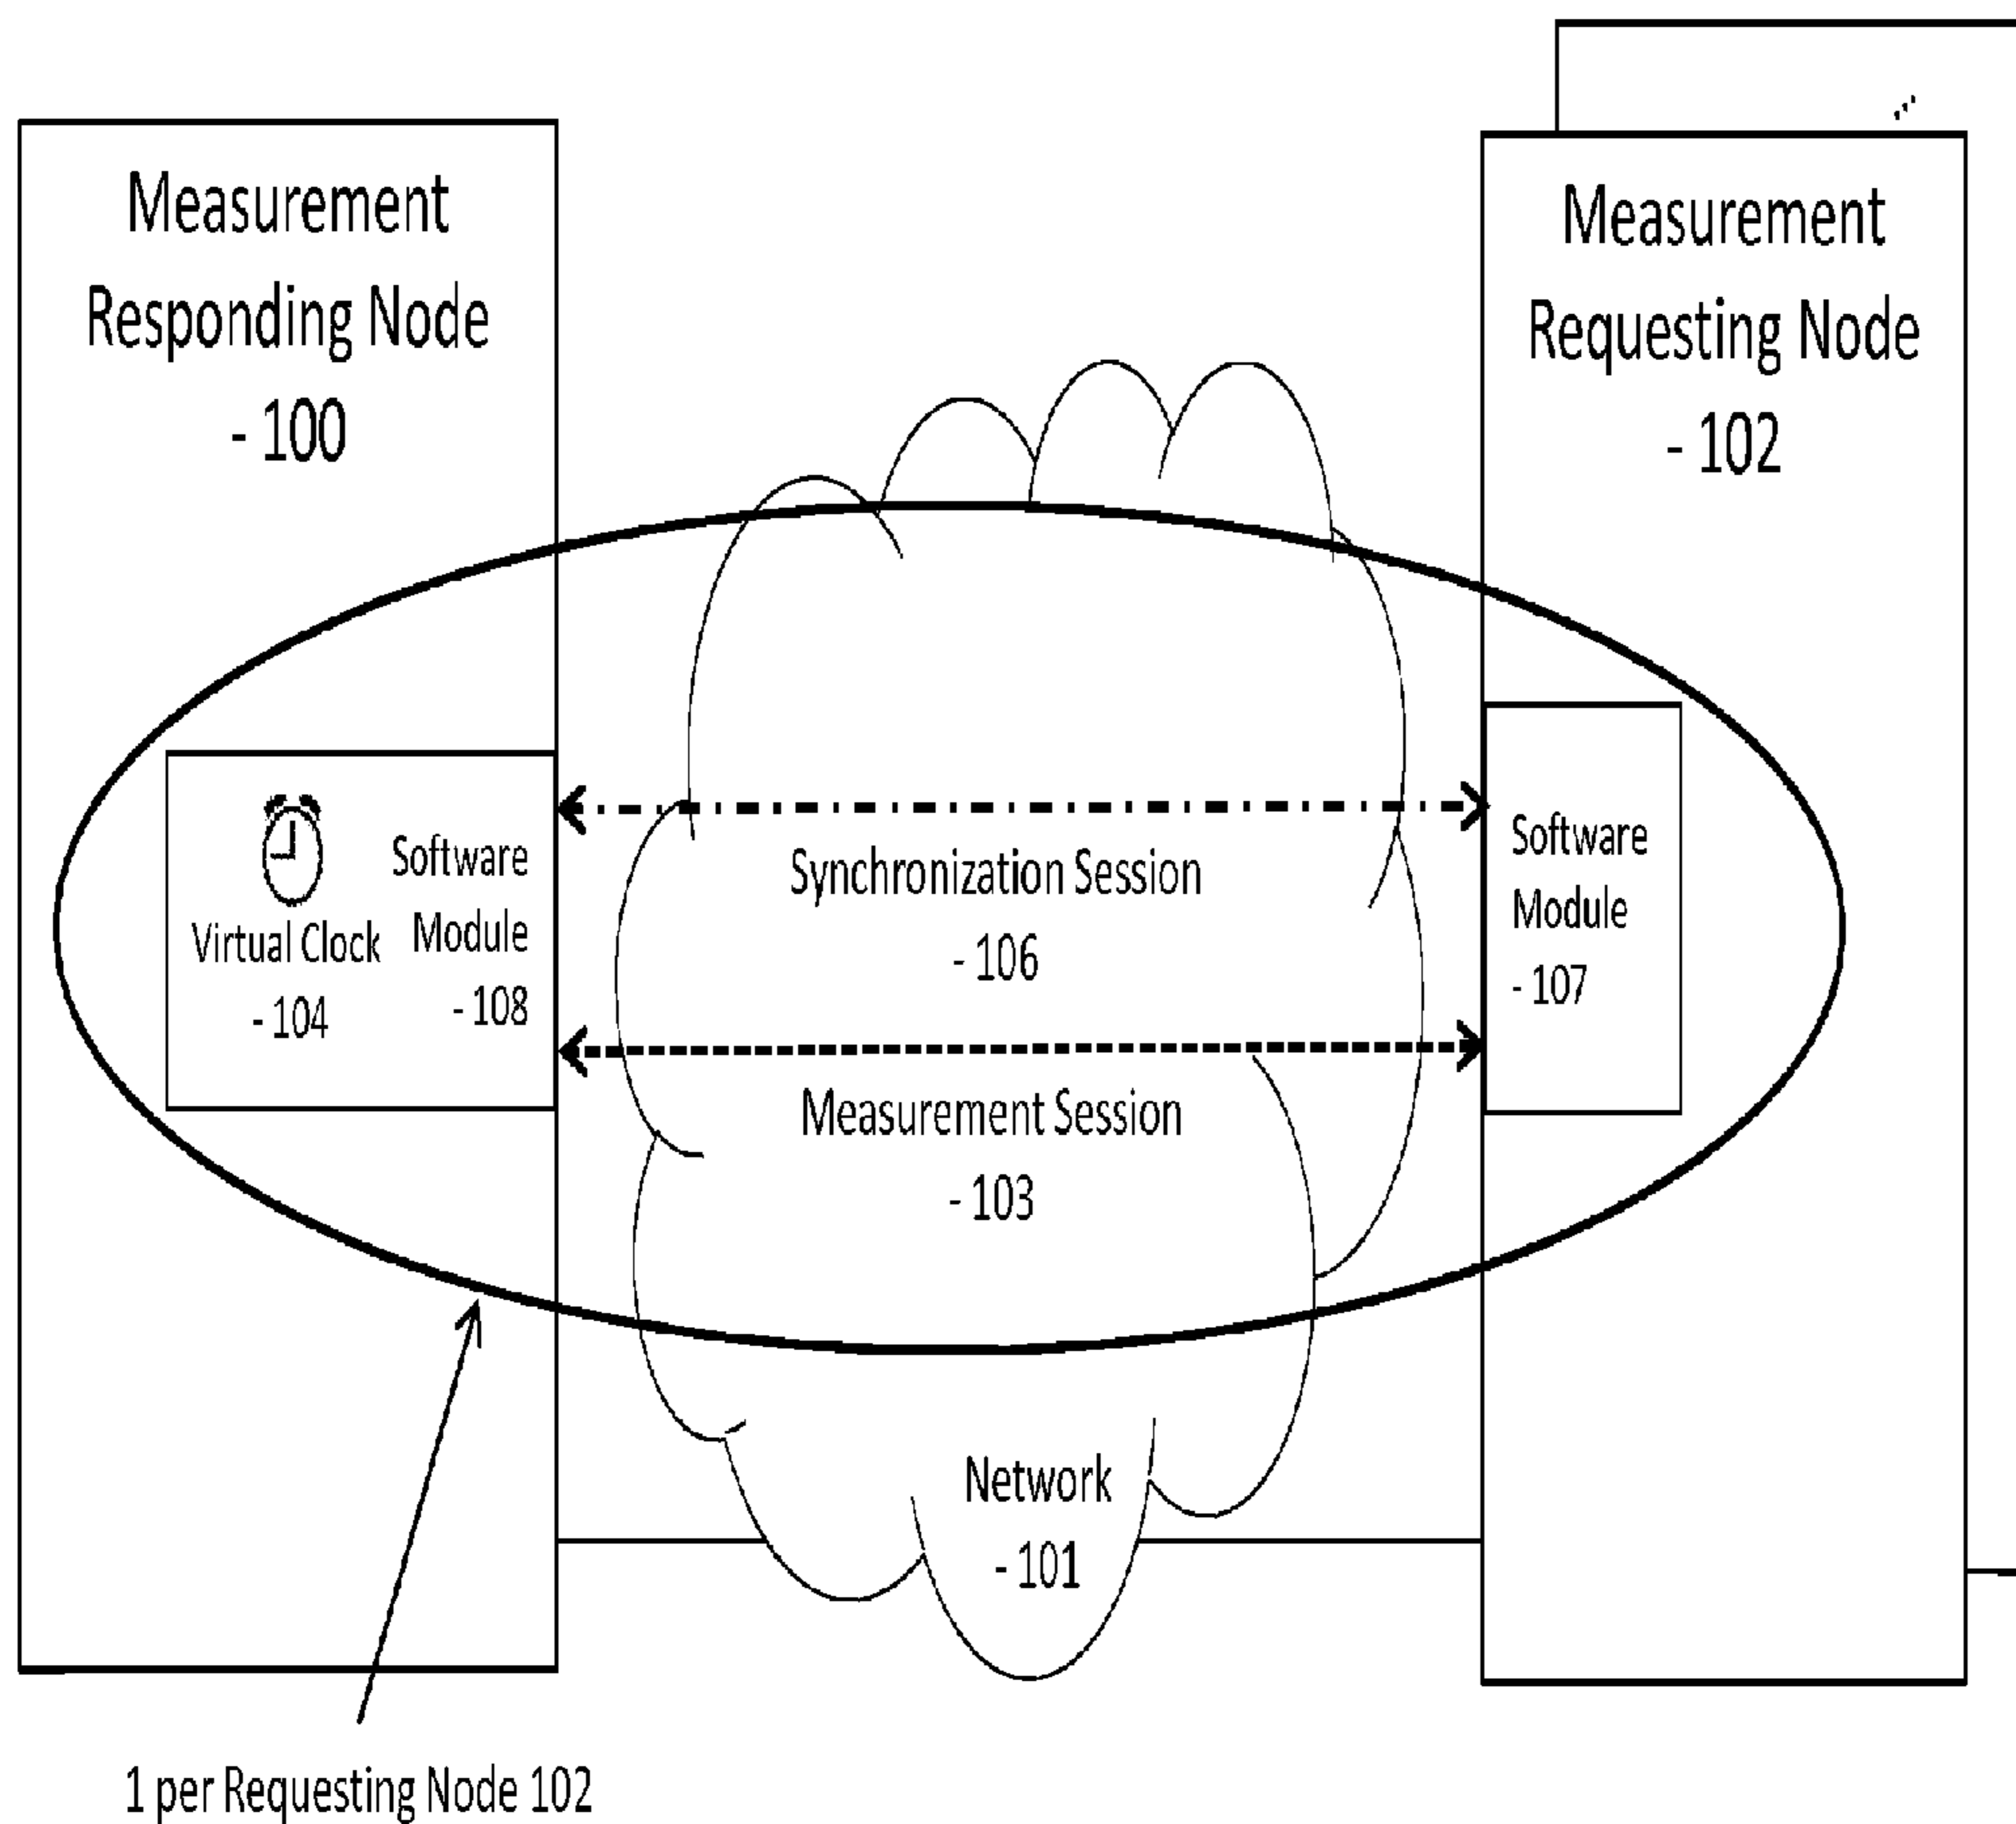 Measurement
Responding Node
- 100
Measurement
Requesting Node
- 102
Virtual Clock
- 104
Software
Module
- 108
Synchronization Session
- 106
Measurement Session
- 103
Software
Module
- 107
Network
- 101
1 per Requesting Node 102